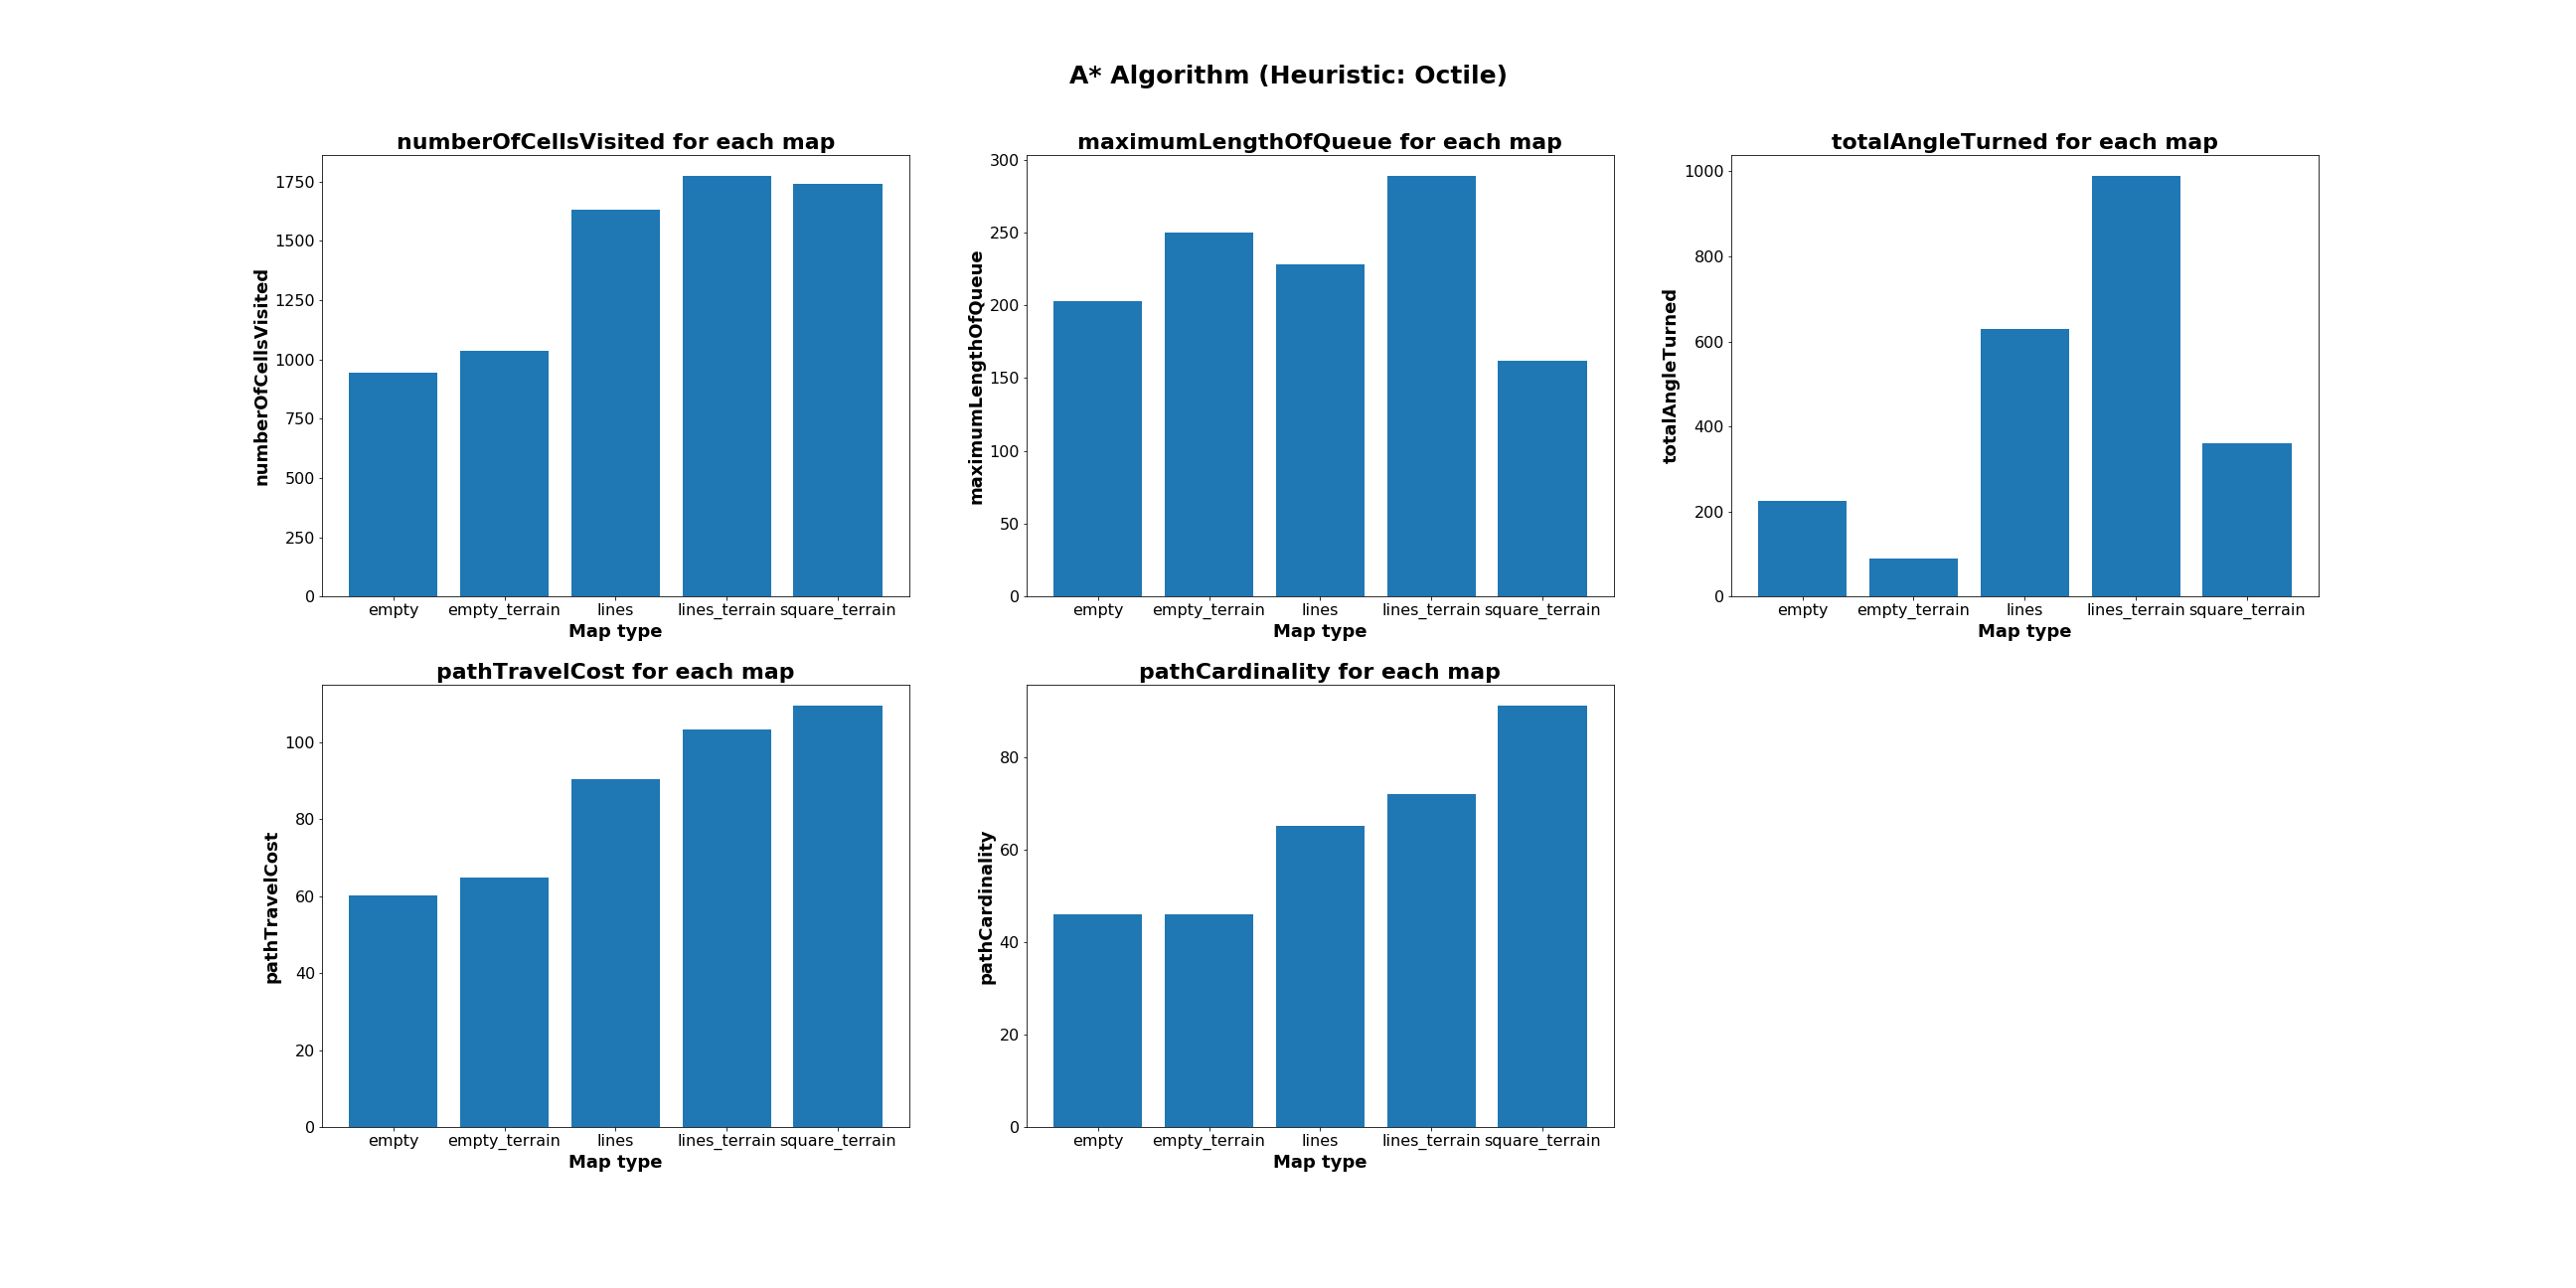 A* Algorithm (Heuristic: Octile)
numberOfCellsVisited for each map
numberOfCellsVisited
1750
1500
1250
1000
750
500
250
0
empty empty_terrain lines lines_terrain square_terrain
Map type
maximumLengthOfQueue for each map
maximumLengthOfQueue
300
250
200
150
100
50
0
empty empty_terrain lines lines_terrain square_terrain
Map type
totalAngleTurned for each map
totalAngleTurned
1000
800
600
400
200
0
empty empty_terrain lines lines_terrain square_terrain
Map type
pathTravelCost for each map
pathTravelCost
100
80
60
40
20
0
empty empty_terrain lines lines_terrain square_terrain
Map type
pathCardinality for each map
pathCardinality
80
60
40
20
0
empty empty_terrain lines lines_terrain square_terrain
Map type